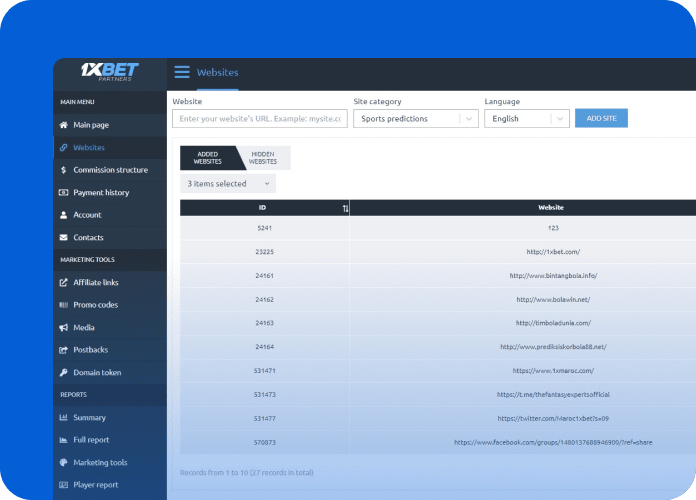 1XBET
PARTNERS
Websites
MAIN MENU
Main page
Websites
Commission structure
Payment history
Account
Contacts
MARKETING TOOLS
Affiliate links
Promo codes
Media
Postbacks
Domain token
REPORTS
Summary
Full report
Marketing tools
Player report
Website Site category Language
Enter your website's URL. Example: mysite.cc Sports predictions English ADD SITE
ADDED WEBSITES HIDDEN WEBSITES
3 items selected
ID Website
5241 123
23225 http://1xbet.com/
24161 http://www.bintangbola.info/
24162 http://www.bolawin.net/
24163 http://timboladunia.com/
24164 http://www.prediksiskorbola88.net/
531471 https://www.1xmaroc.com/
531473 https://t.me/thefantasyexpertsofficial
531477 https://twitter.com/Maroc1xbet?s=09
570873 https://www.facebook.com/groups/1480137688946909/?ref=share
Records from 1 to 10 (27 records in total)